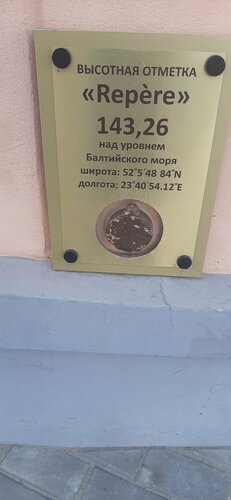 ВЫСОТНАЯ ОТМЕТКА
«Repère»
143,26
над уровнем
Балтийского моря
широта: 52°5´48 84˝N
долгота: 23°40´54.12˝E